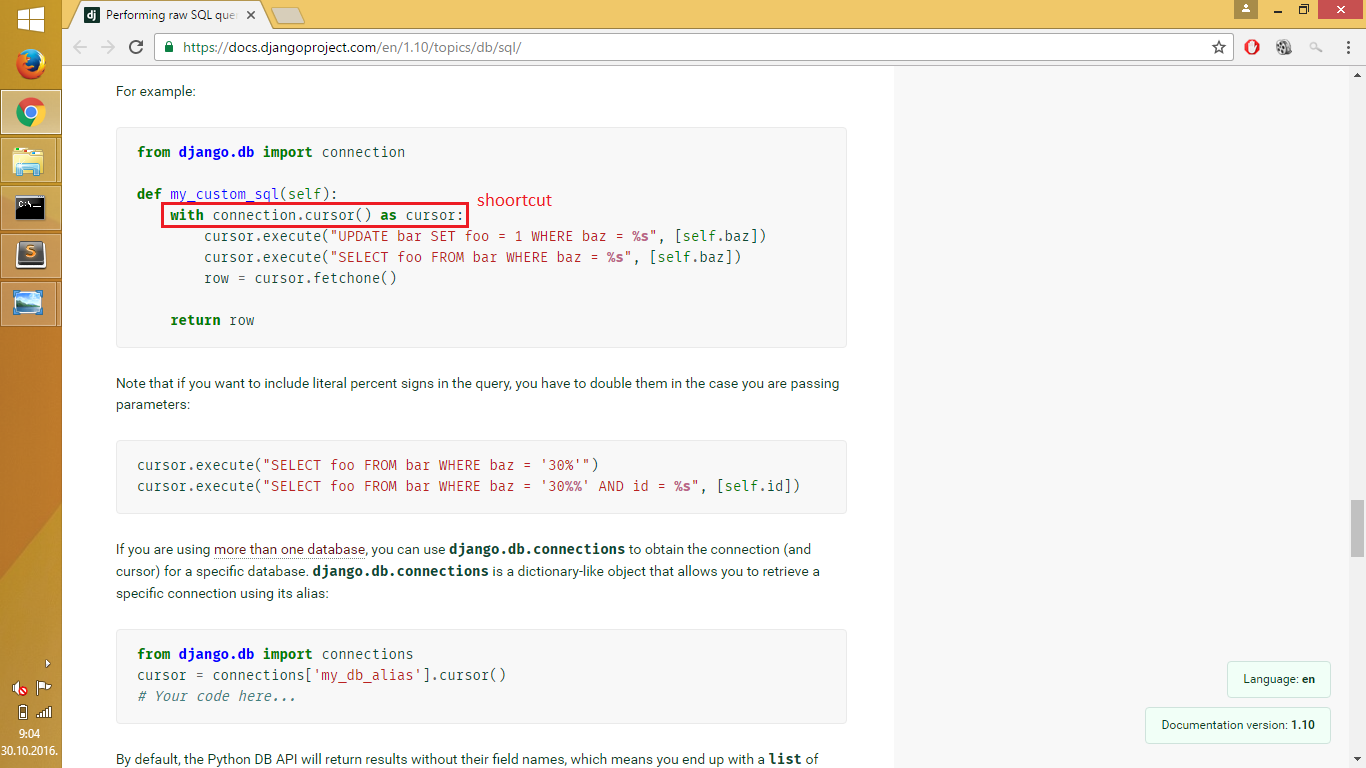 Performing raw SQL que
https://docs.djangoproject.com/en/1.10/topics/db/sql/
For example:
from django.db import connection
def my_custom_sql(self):
with connection.cursor() as cursor:
shoortcut
cursor.execute("UPDATE bar SET foo = 1 WHERE baz = %s", [self.baz])
cursor.execute("SELECT foo FROM bar WHERE baz = %s", [self.baz])
row = cursor.fetchone()
return row
Note that if you want to include literal percent signs in the query, you have to double them in the case you are passing
parameters:
cursor.execute("SELECT foo FROM bar WHERE baz = '30%'")
cursor.execute("SELECT foo FROM bar WHERE baz = '30%%' AND id = %s", [self.id])
If you are using more than one database, you can use django.db.connections to obtain the connection (and
cursor) for a specific database. django.db.connections is a dictionary-like object that allows you to retrieve a
specific connection using its alias:
from django.db import connections
cursor = connections['my_db_alias'].cursor()
# Your code here...
By default, the Python DB API will return results without their field names, which means you end up with a list of
Language: en
Documentation version: 1.10
9:04
30.10.2016.